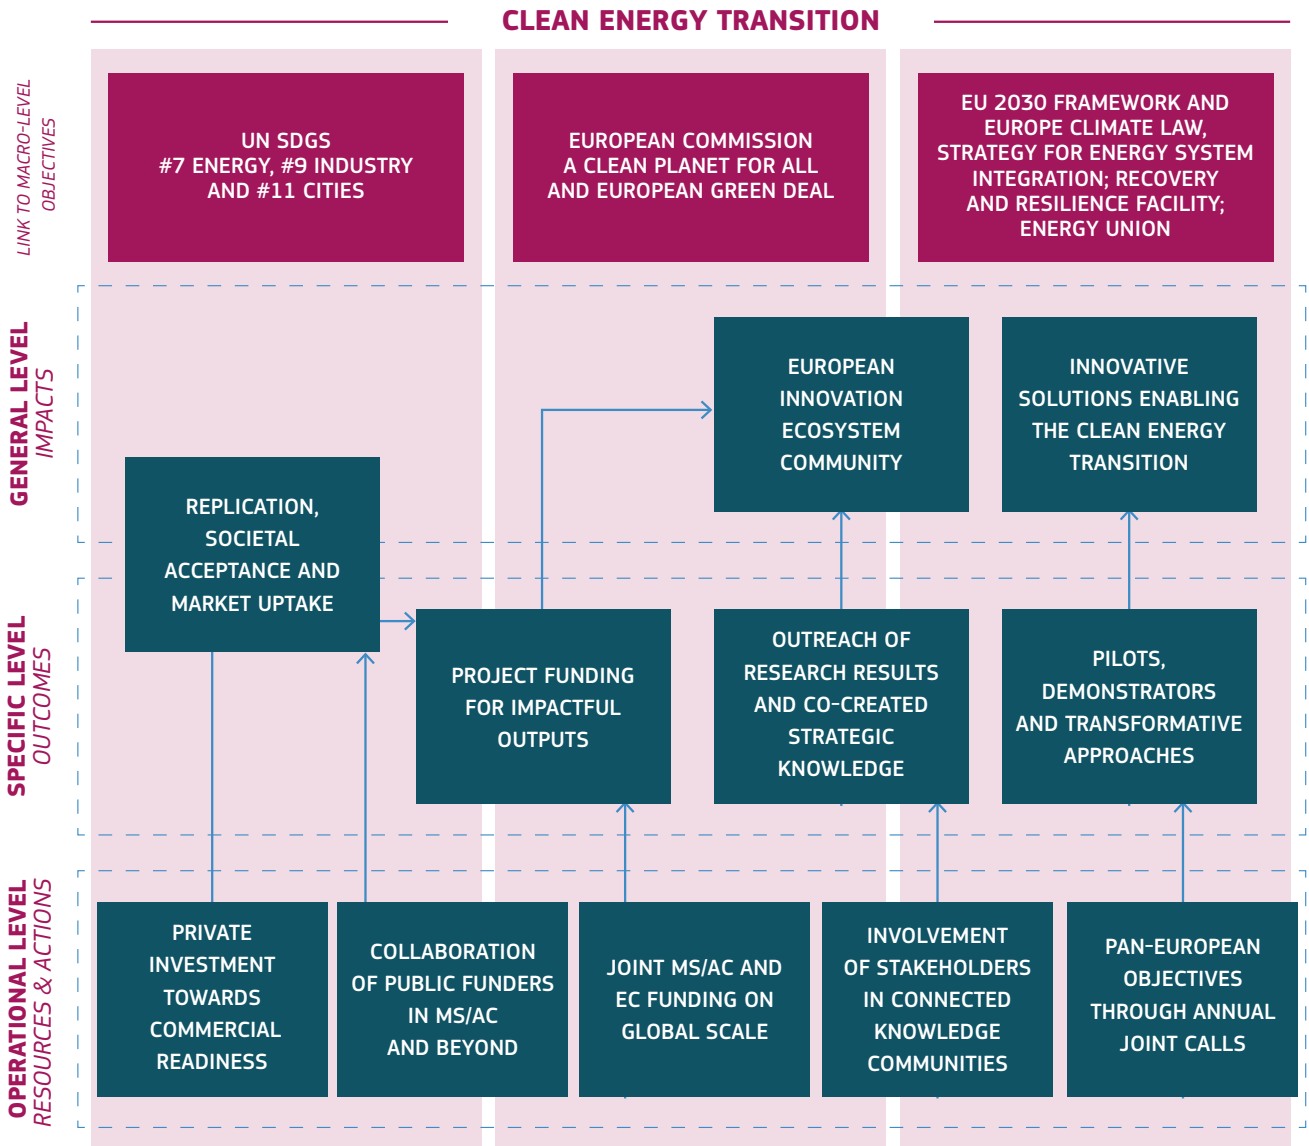 CLEAN ENERGY TRANSITION
LINK TO MACRO-LEVEL
OBJECTIVES
UN SDGS
#7 ENERGY, #9 INDUSTRY
AND #11 CITIES
EUROPEAN COMMISSION
A CLEAN PLANET FOR ALL
AND EUROPEAN GREEN DEAL
EU 2030 FRAMEWORK AND
EUROPE CLIMATE LAW,
STRATEGY FOR ENERGY SYSTEM
INTEGRATION; RECOVERY
AND RESILIENCE FACILITY;
ENERGY UNION
GENERAL LEVEL
IMPACTS
REPLICATION,
SOCIETAL
ACCEPTANCE AND
MARKET UPTAKE
EUROPEAN
INNOVATION
ECOSYSTEM
COMMUNITY
INNOVATIVE
SOLUTIONS ENABLING
THE CLEAN ENERGY
TRANSITION
SPECIFIC LEVEL
OUTCOMES
PROJECT FUNDING
FOR IMPACTFUL
OUTPUTS
OUTREACH OF
RESEARCH RESULTS
AND CO-CREATED
STRATEGIC
KNOWLEDGE
PILOTS,
DEMONSTRATORS
AND TRANSFORMATIVE
APPROACHES
OPERATIONAL LEVEL
RESOURCES & ACTIONS
PRIVATE
INVESTMENT
TOWARDS
COMMERCIAL
READINESS
COLLABORATION
OF PUBLIC FUNDERS
IN MS/AC
AND BEYOND
JOINT MS/AC AND
EC FUNDING ON
GLOBAL SCALE
INVOLVEMENT
OF STAKEHOLDERS
IN CONNECTED
KNOWLEDGE
COMMUNITIES
PAN-EUROPEAN
OBJECTIVES
THROUGH ANNUAL
JOINT CALLS